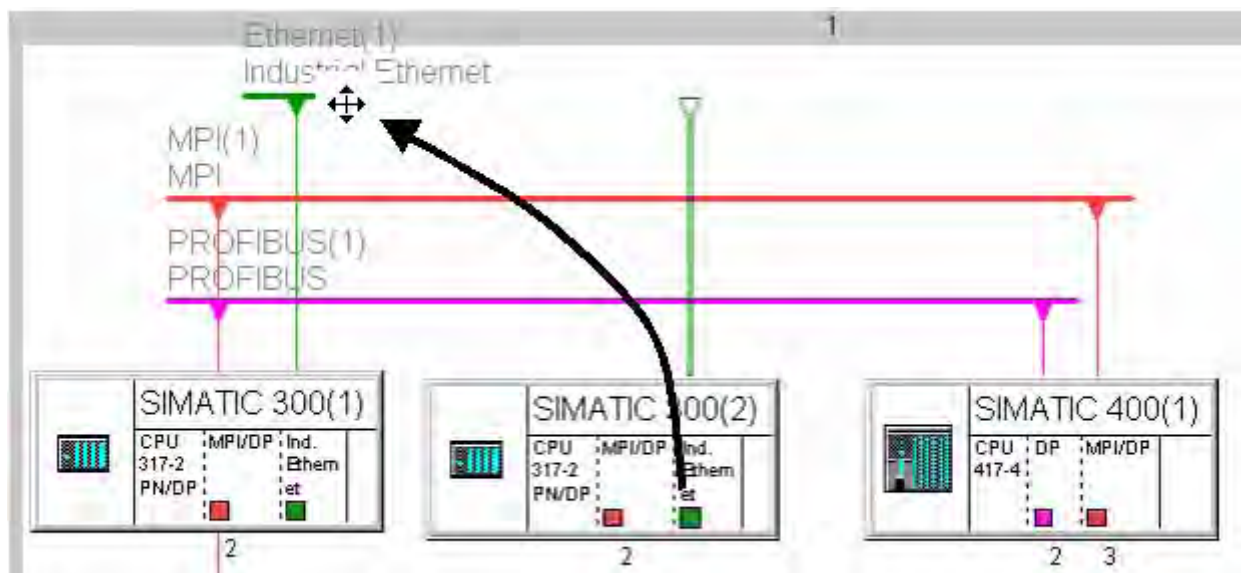 1
Ethernet(1)
Industrial Ethernet
MPI(1)
MPI
PROFIBUS(1)
PROFIBUS
SIMATIC 300(1)
CPU
317-2
PN/DP
MPI/DP
Ind.
Ethern
et
2
SIMATIC 300(2)
CPU
317-2
PN/DP
MPI/DP
Ind.
Ethern
et
2
SIMATIC 400(1)
CPU
417-4
DP
MPI/DP
2
3